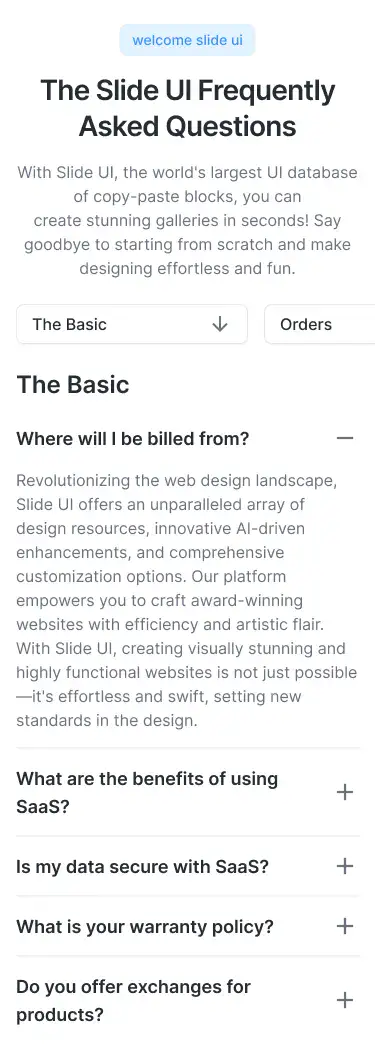 welcome slide ui
The Slide UI Frequently
Asked Questions
With Slide UI, the world's largest UI database
of copy-paste blocks, you can
create stunning galleries in seconds! Say
goodbye to starting from scratch and make
designing effortless and fun.
The Basic
Orders
The Basic
Where will I be billed from?
Revolutionizing the web design landscape,
Slide UI offers an unparalleled array of
design resources, innovative AI-driven
enhancements, and comprehensive
customization options. Our platform
empowers you to craft award-winning
websites with efficiency and artistic flair.
With Slide UI, creating visually stunning and
highly functional websites is not just possible
—it's effortless and swift, setting new
standards in the design.
What are the benefits of using
SaaS?
Is my data secure with SaaS?
What is your warranty policy?
Do you offer exchanges for
products?